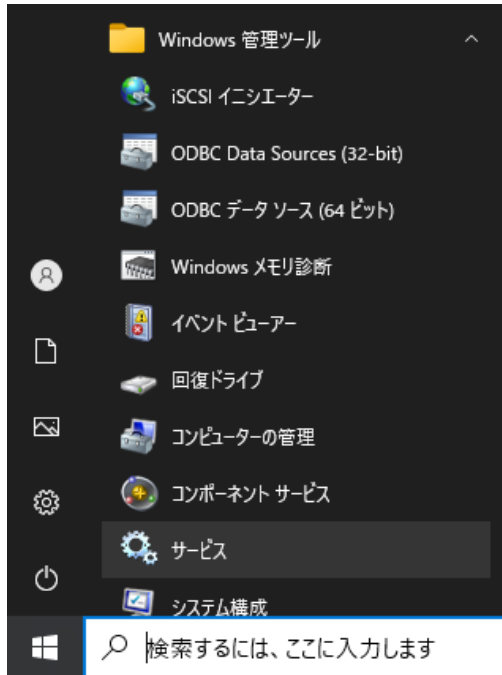 Windows 管理ツール
iSCSI イニシエーター
ODBC Data Sources (32-bit)
ODBC データ ソース (64 ビット)
Windows メモリ診断
イベント ビューアー
回復ドライブ
コンピューターの管理
コンポーネント サービス
サービス
システム構成
検索するには、ここに入力します